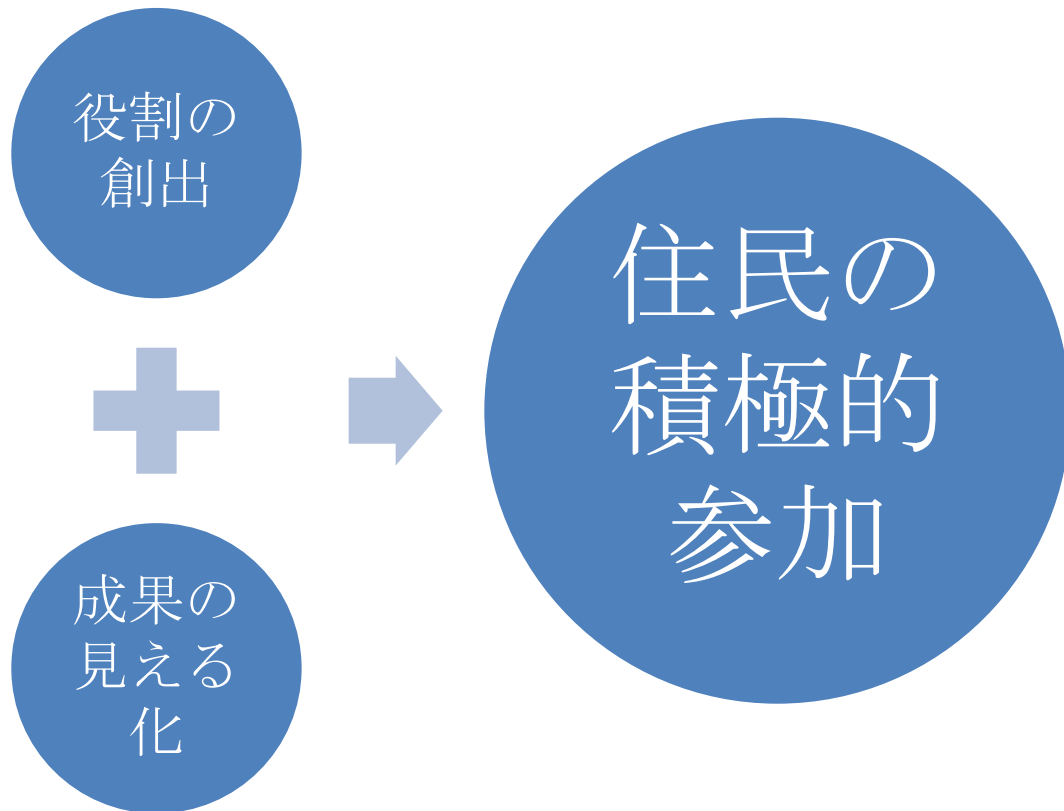 役割の
創出
成果の
見える
化
住民の
積極的
参加